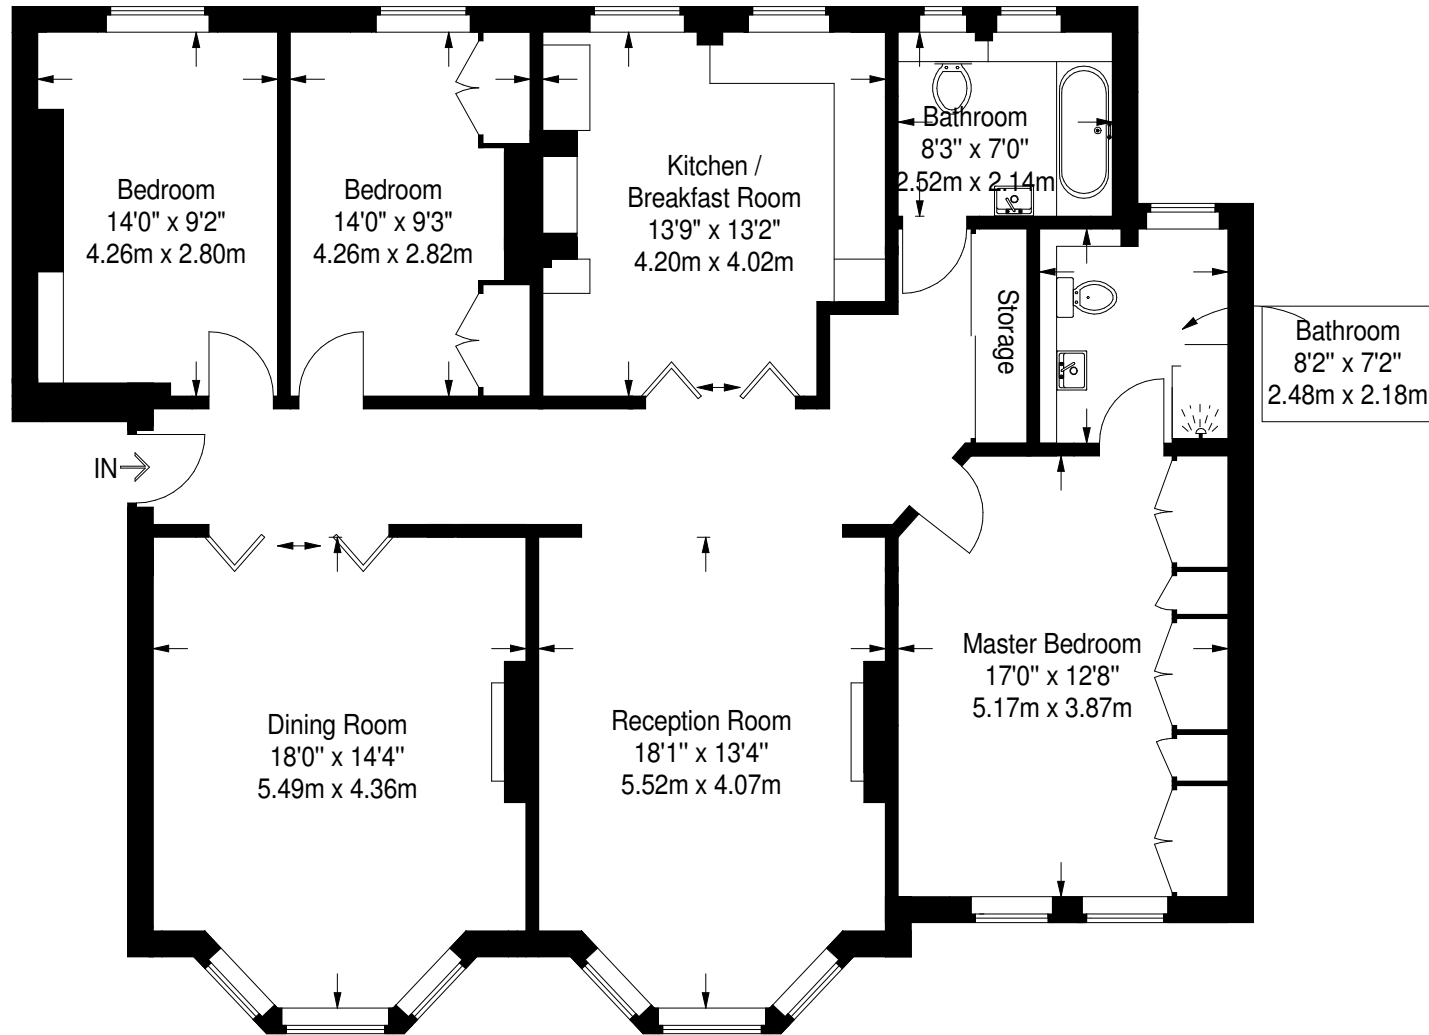 Bedroom
14'0" x 9'2"
4.26m x 2.80m
Bedroom
14'0" x 9'3"
4.26m x 2.82m
Kitchen /
Breakfast Room
13'9" x 13'2"
4.20m x 4.02m
Bathroom
8'3" x 7'0"
2.52m x 2.14m
Storage
Bathroom
8'2" x 7'2"
2.48m x 2.18m
IN
Dining Room
18'0" x 14'4"
5.49m x 4.36m
Reception Room
18'1" x 13'4"
5.52m x 4.07m
Master Bedroom
17'0" x 12'8"
5.17m x 3.87m